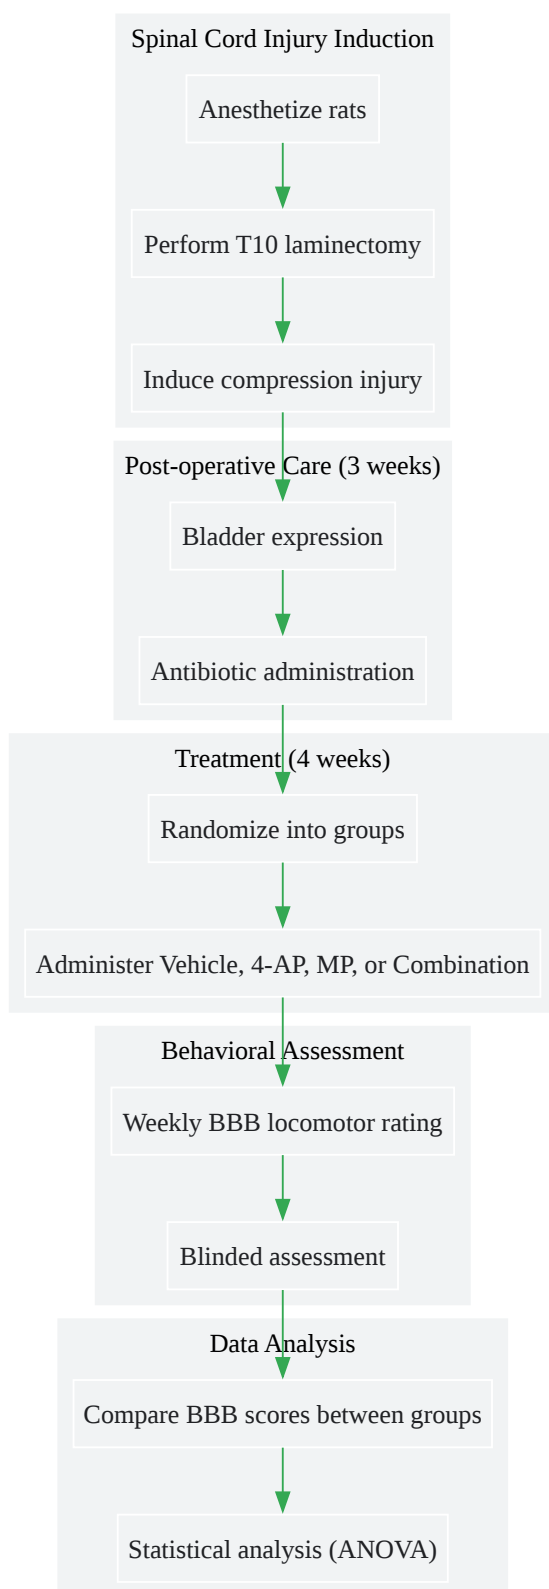 Spinal Cord Injury Induction
Anesthetize rats
Perform T10 laminectomy
Induce compression injury
Post-operative Care (3 weeks)
Bladder expression
Antibiotic administration
Treatment (4 weeks)
Randomize into groups
Administer Vehicle, 4-AP, MP, or Combination
Behavioral Assessment
Weekly BBB locomotor rating
Blinded assessment
Data Analysis
Compare BBB scores between groups
Statistical analysis (ANOVA)